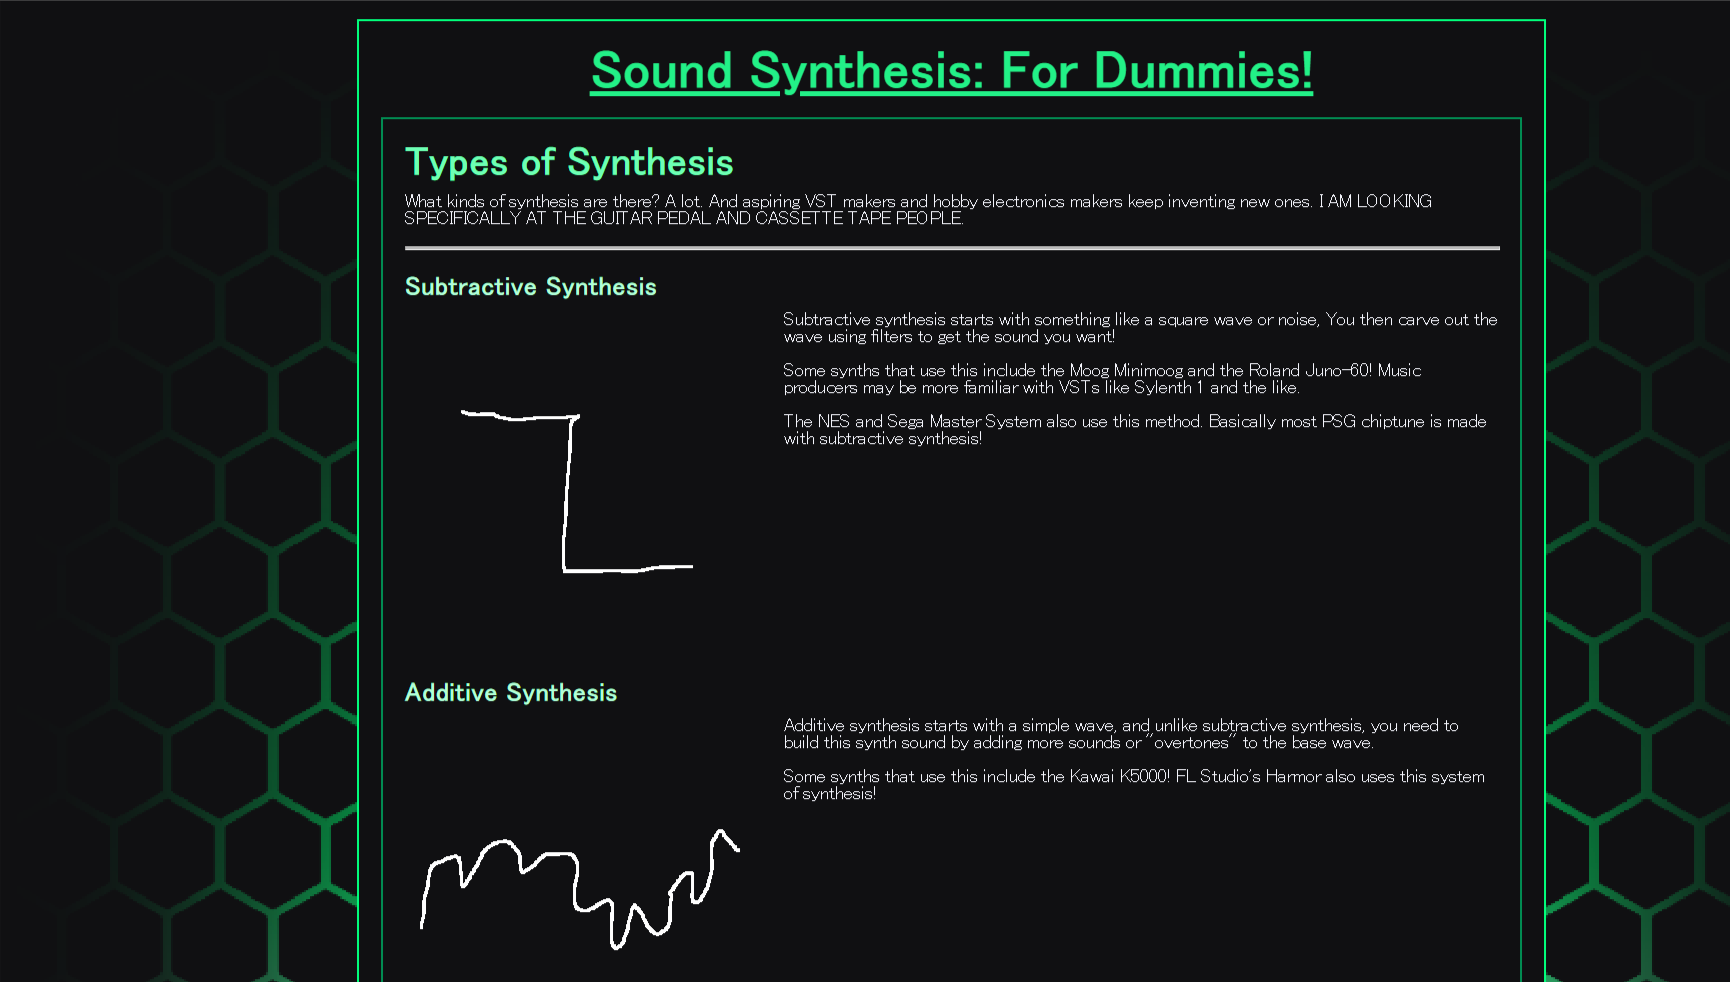 Sound Synthesis: For Dummies!
Types of Synthesis
What kinds of synthesis are there? A lot. And aspiring VST makers and hobby electronics makers keep inventing new ones. I AM LOOKING
SPECIFICALLY AT THE GUITAR PEDAL AND CASSETTE TAPE PEOPLE.
Subtractive Synthesis
Subtractive synthesis starts with something like a square wave or noise, You then carve out the
wave using filters to get the sound you want!
Some synths that use this include the Moog Minimoog and the Roland Juno-60! Music
producers may be more familiar with VSTs like Sylenth 1 and the like.
The NES and Sega Master System also use this method. Basically most PSG chiptune is made
with subtractive synthesis!
Additive Synthesis
Additive synthesis starts with a simple wave, and unlike subtractive synthesis, you need to
build this synth sound by adding more sounds or "overtones" to the base wave.
Some synths that use this include the Kawai K5000! FL Studio's Harmor also uses this system
of synthesis!